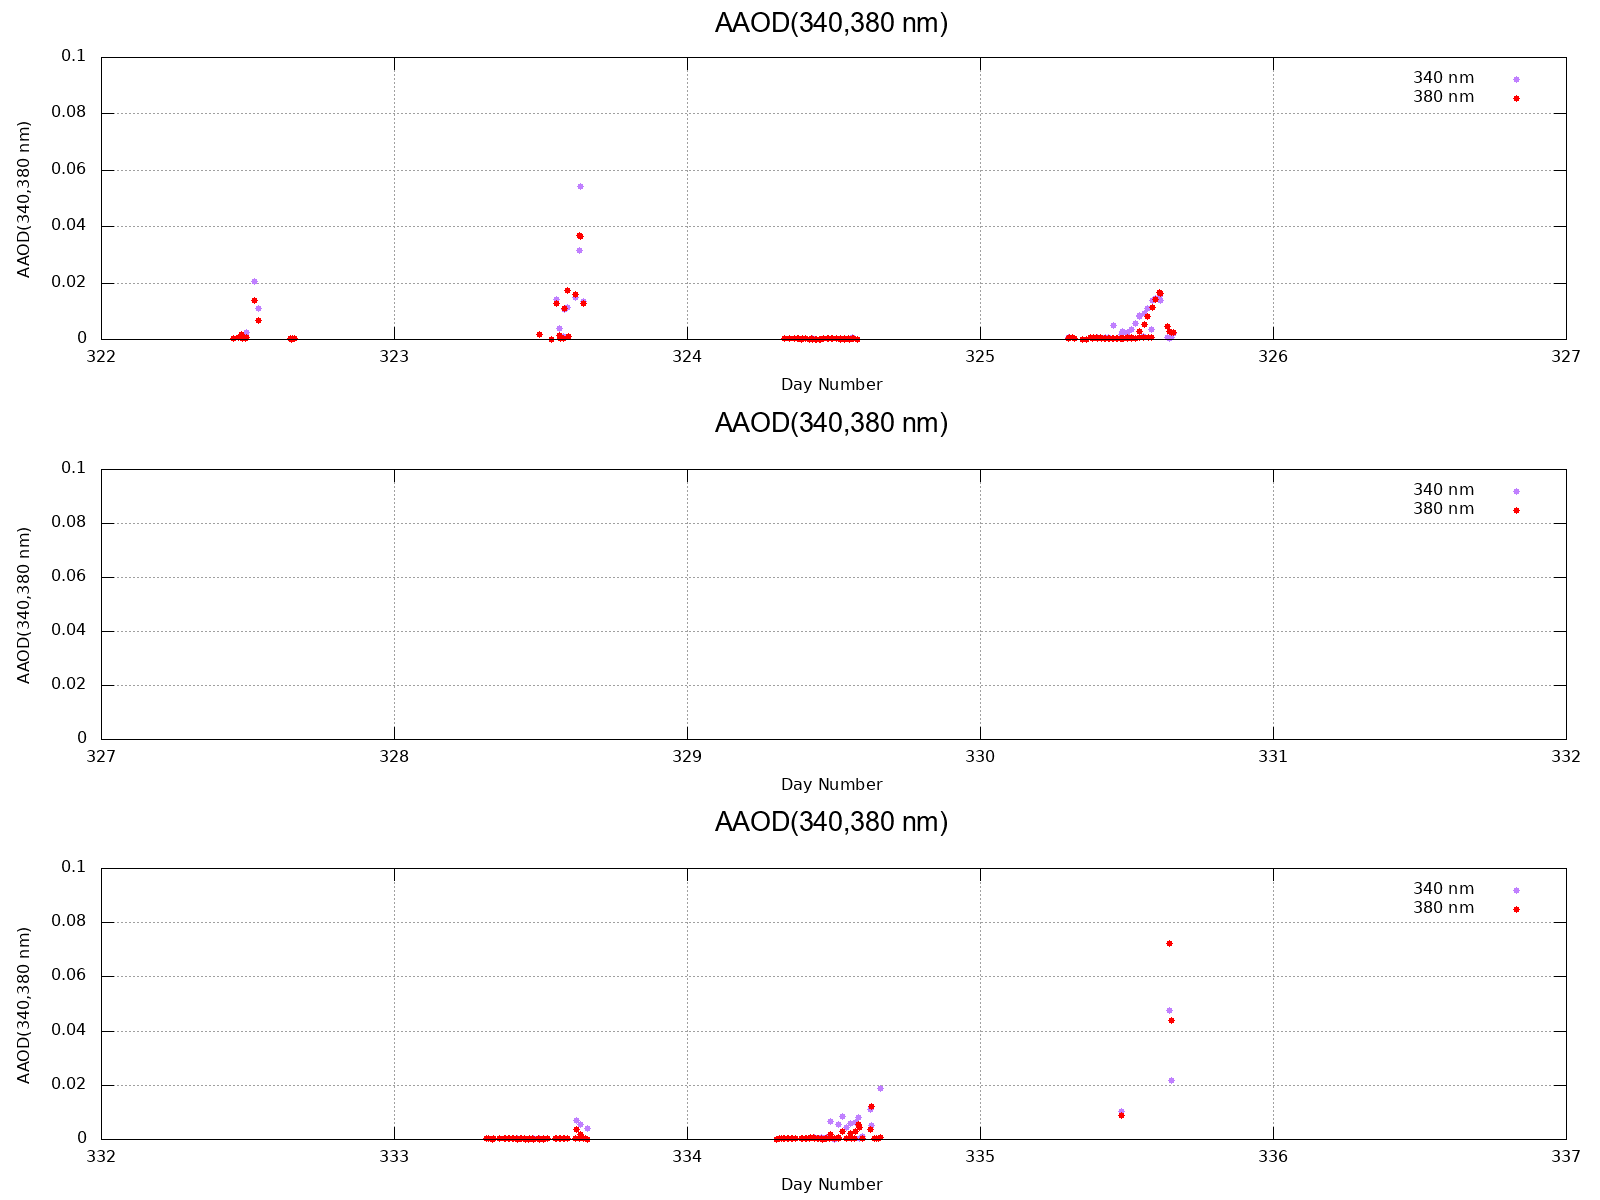 AAOD(340,380 nm)
0.1
0.08
0.06
0.04
0.02
0
AAOD(340,380 nm)
340 nm
380 nm
322 323 324 325 326 327
Day Number
AAOD(340,380 nm)
0.1
0.08
0.06
0.04
0.02
0
AAOD(340,380 nm)
340 nm
380 nm
327 328 329 330 331 332
Day Number
AAOD(340,380 nm)
0.1
0.08
0.06
0.04
0.02
0
AAOD(340,380 nm)
340 nm
380 nm
332 333 334 335 336 337
Day Number